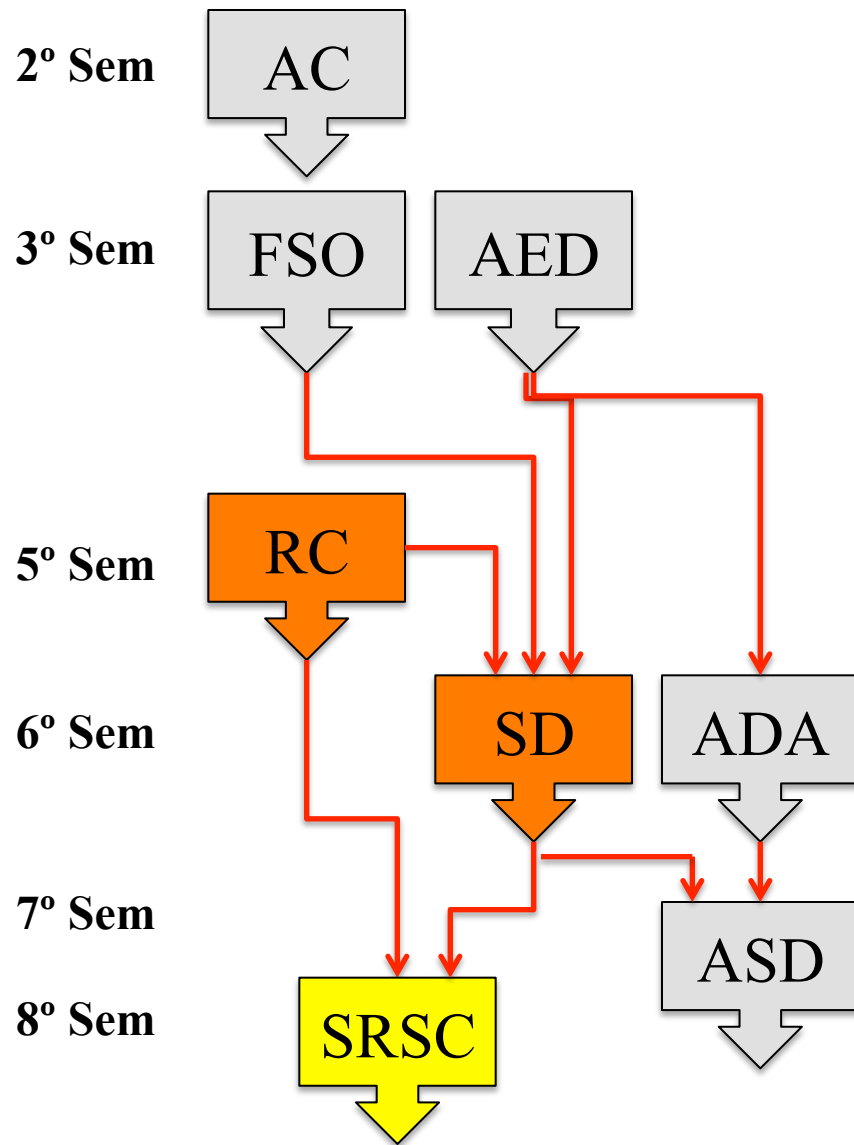 2º Sem
AC
3º Sem
FSO
AED
5º Sem
RC
6º Sem
SD
ADA
7º Sem
ASD
8º Sem
SRSC